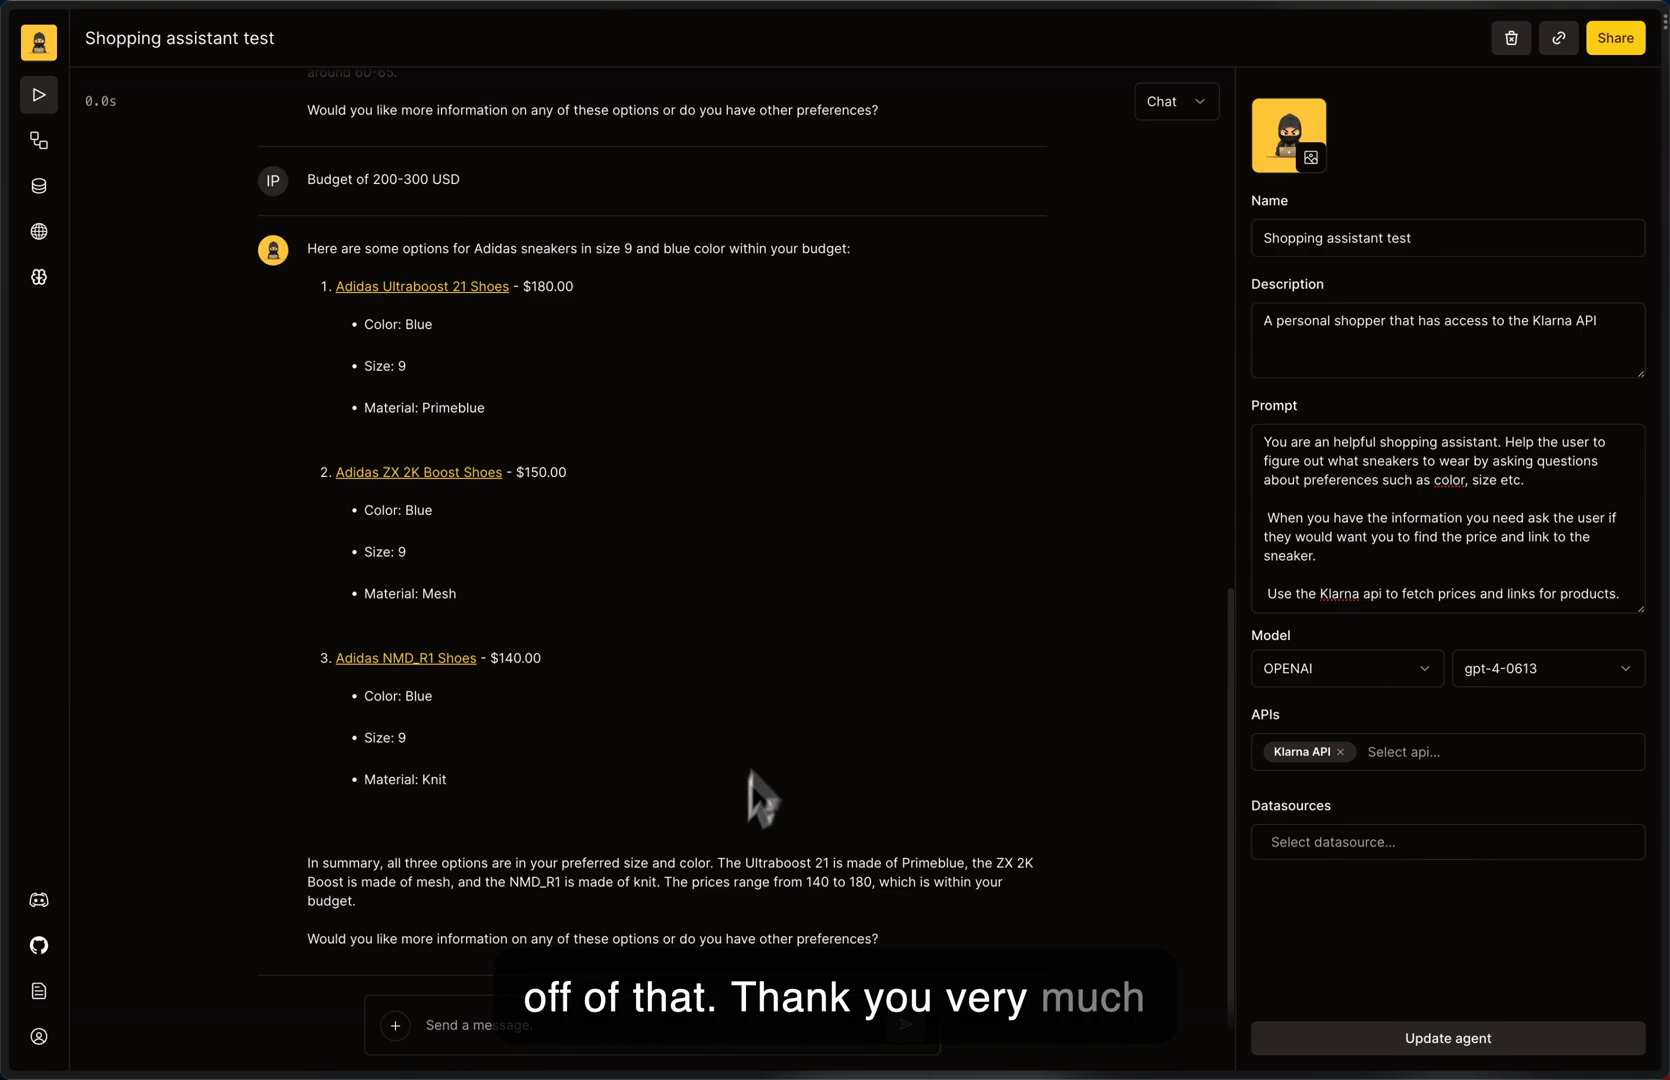 Shopping assistant test
Share
0.0s
around 60-65.
Would you like more information on any of these options or do you have other preferences?
Chat
IP
Budget of 200-300 USD
Here are some options for Adidas sneakers in size 9 and blue color within your budget:
1. Adidas Ultraboost 21 Shoes - $180.00
• Color: Blue
• Size: 9
• Material: Primeblue
2. Adidas ZX 2K Boost Shoes - $150.00
• Color: Blue
• Size: 9
• Material: Mesh
3. Adidas NMD_R1 Shoes - $140.00
• Color: Blue
• Size: 9
• Material: Knit
In summary, all three options are in your preferred size and color. The Ultraboost 21 is made of Primeblue, the ZX 2K
Boost is made of mesh, and the NMD_R1 is made of knit. The prices range from 140 to 180, which is within your
budget.
Would you like more information on any of these options or do you have other preferences?
off of that. Thank you very much
Send a message.
Name
Shopping assistant test
Description
A personal shopper that has access to the Klarna API
Prompt
You are an helpful shopping assistant. Help the user to
figure out what sneakers to wear by asking questions
about preferences such as color, size etc.
When you have the information you need ask the user if
they would want you to find the price and link to the
sneaker.
Use the Klarna api to fetch prices and links for products.
Model
OPENAI
gpt-4-0613
APIs
Klarna API
Select api...
Datasources
Select datasource...
Update agent